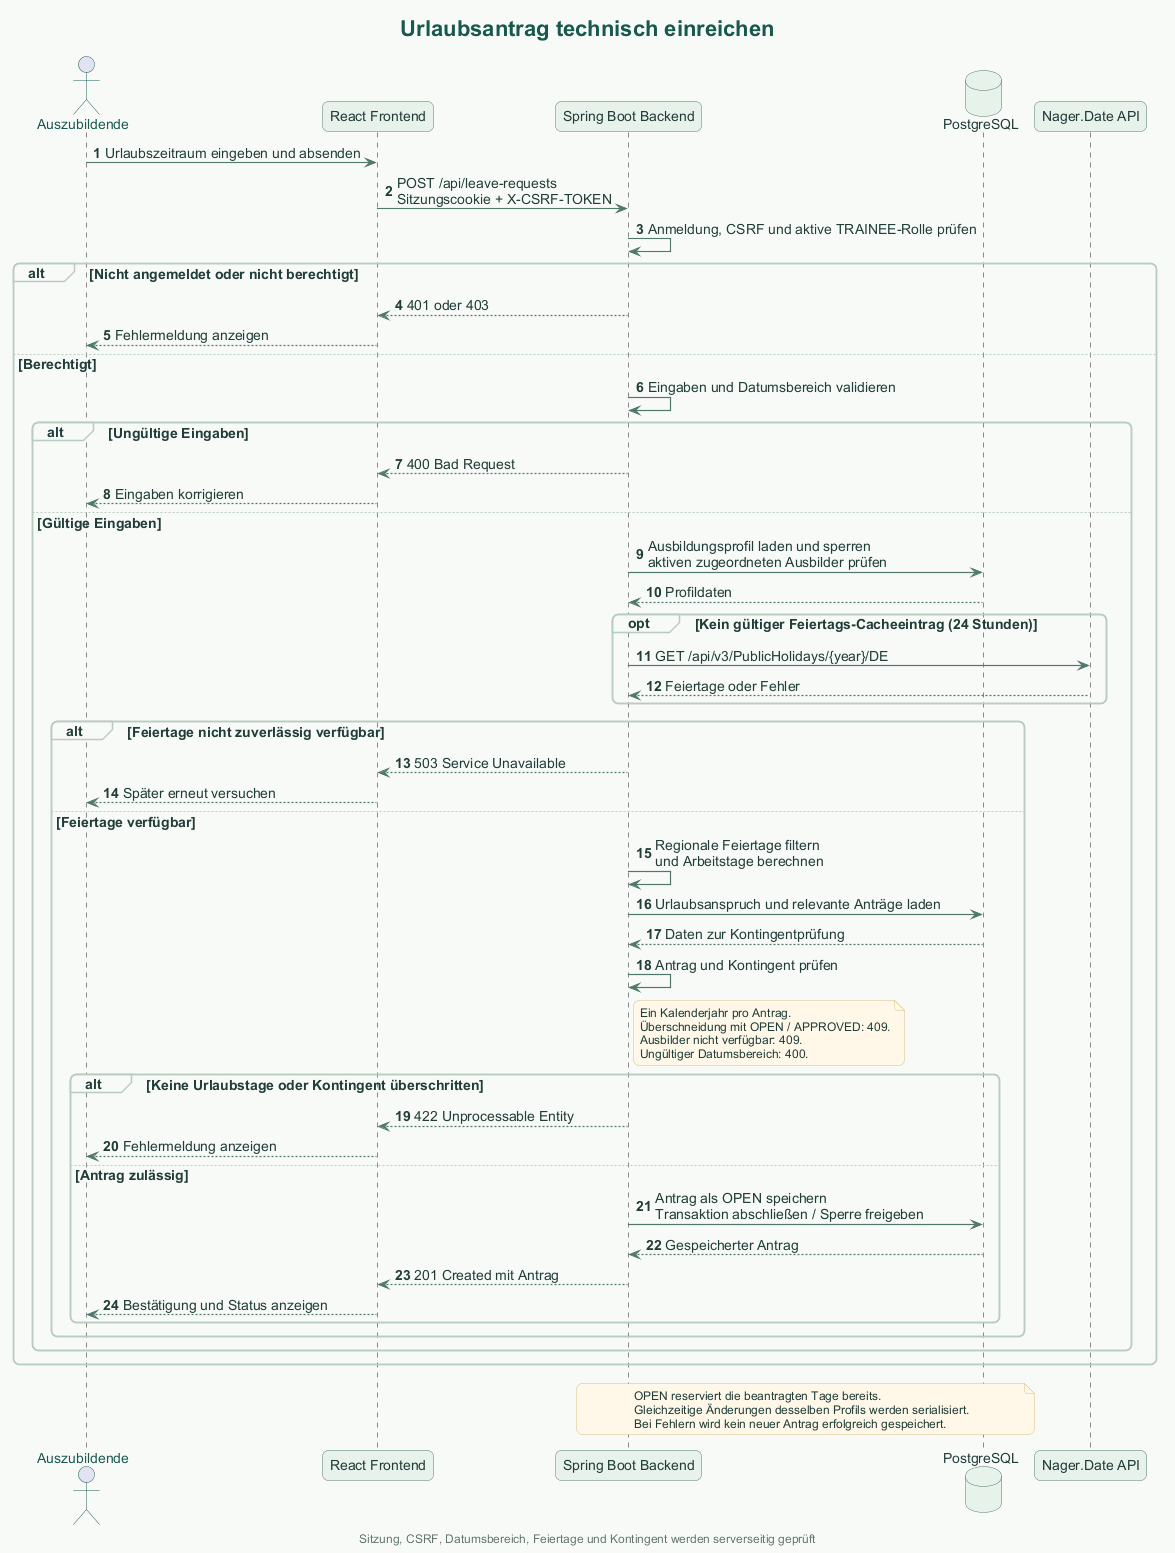 Urlaubsantrag technisch einreichen
Auszubildende
React Frontend
Spring Boot Backend
PostgreSQL
Nager.Date API
1 Urlaubszeitraum eingeben und absenden
2 POST /api/leave-requests
Sitzungscookie + X-CSRF-TOKEN
3 Anmeldung, CSRF und aktive TRAINEE-Rolle prüfen
alt [Nicht angemeldet oder nicht berechtigt]
4 401 oder 403
5 Fehlermeldung anzeigen
[Berechtigt]
6 Eingaben und Datumsbereich validieren
alt [Ungültige Eingaben]
7 400 Bad Request
8 Eingaben korrigieren
[Gültige Eingaben]
9 Ausbildungsprofil laden und sperren
aktiven zugeordneten Ausbilder prüfen
10 Profildaten
opt [Kein gültiger Feiertags-Cacheeintrag (24 Stunden)]
11 GET /api/v3/PublicHolidays/{year}/DE
12 Feiertage oder Fehler
alt [Feiertage nicht zuverlässig verfügbar]
13 503 Service Unavailable
14 Später erneut versuchen
[Feiertage verfügbar]
15 Regionale Feiertage filtern
und Arbeitstage berechnen
16 Urlaubsanspruch und relevante Anträge laden
17 Daten zur Kontingentprüfung
18 Antrag und Kontingent prüfen
Ein Kalenderjahr pro Antrag.
Überschneidung mit OPEN / APPROVED: 409.
Ausbilder nicht verfügbar: 409.
Ungültiger Datumsbereich: 400.
alt [Keine Urlaubstage oder Kontingent überschritten]
19 422 Unprocessable Entity
20 Fehlermeldung anzeigen
[Antrag zulässig]
21 Antrag als OPEN speichern
Transaktion abschließen / Sperre freigeben
22 Gespeicherter Antrag
23 201 Created mit Antrag
24 Bestätigung und Status anzeigen
OPEN reserviert die beantragten Tage bereits.
Gleichzeitige Änderungen desselben Profils werden serialisiert.
Bei Fehlern wird kein neuer Antrag erfolgreich gespeichert.
Auszubildende
React Frontend
Spring Boot Backend
PostgreSQL
Nager.Date API
Sitzung, CSRF, Datumsbereich, Feiertage und Kontingent werden serverseitig geprüft